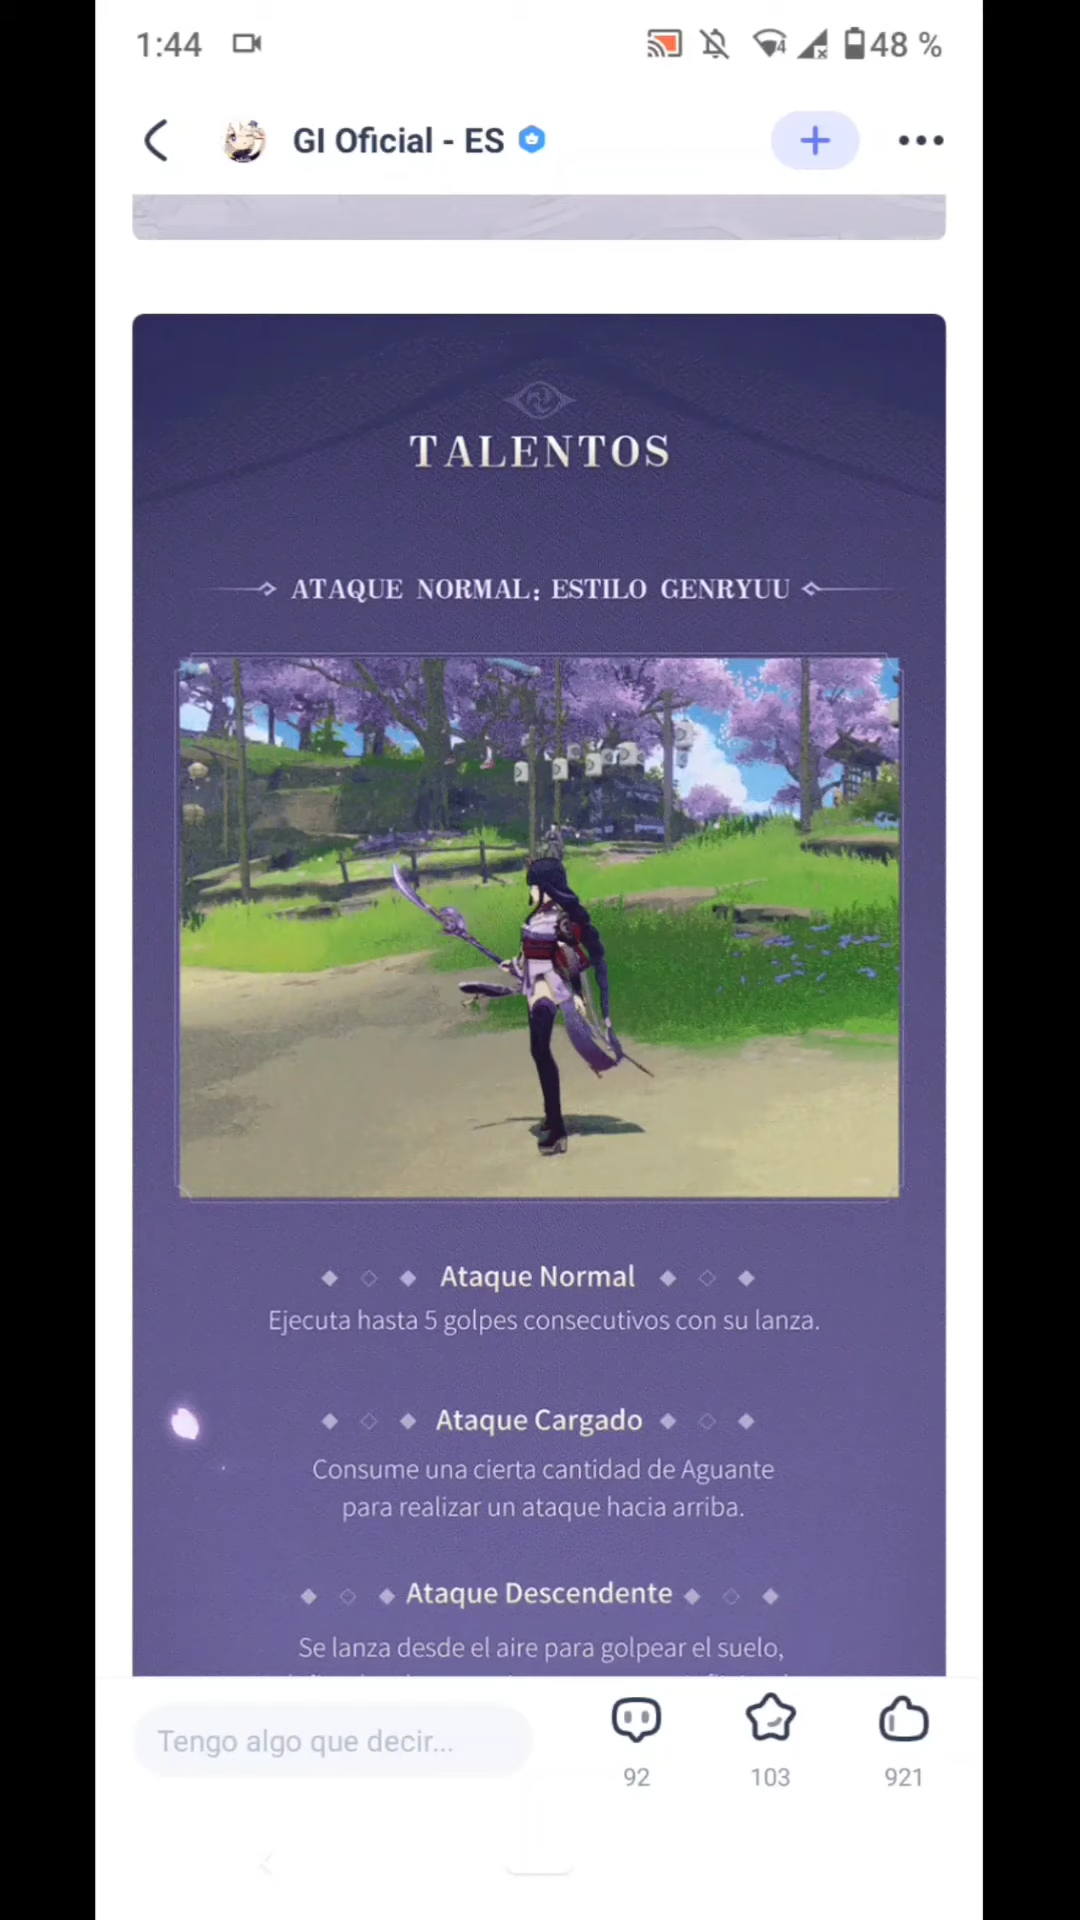 1:44
48 %
GI Oficial - ES
TALENTOS
ATAQUE NORMAL: ESTILO GENRYUU
Ataque Normal
Ejecuta hasta 5 golpes consecutivos con su lanza.
Ataque Cargado
Consume una cierta cantidad de Aguante
para realizar un ataque hacia arriba.
Ataque Descendente
Se lanza desde el aire para golpear el suelo,
Tengo algo que decir...
92
103
921